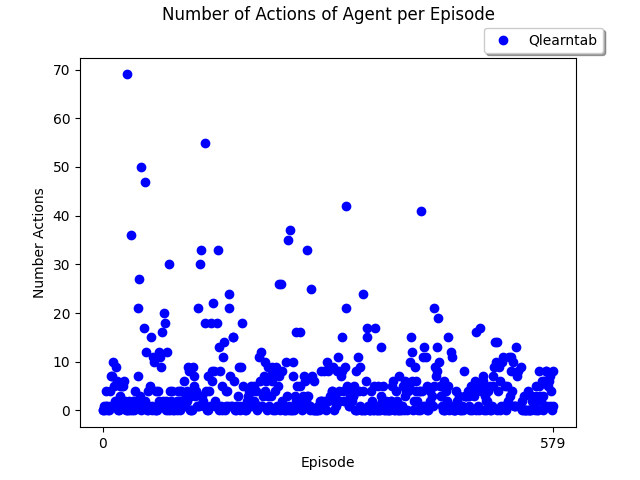 Number of Actions of Agent per Episode
Qlearntab
70
60
50
40
30
20
10
0
Number Actions
0 579
Episode